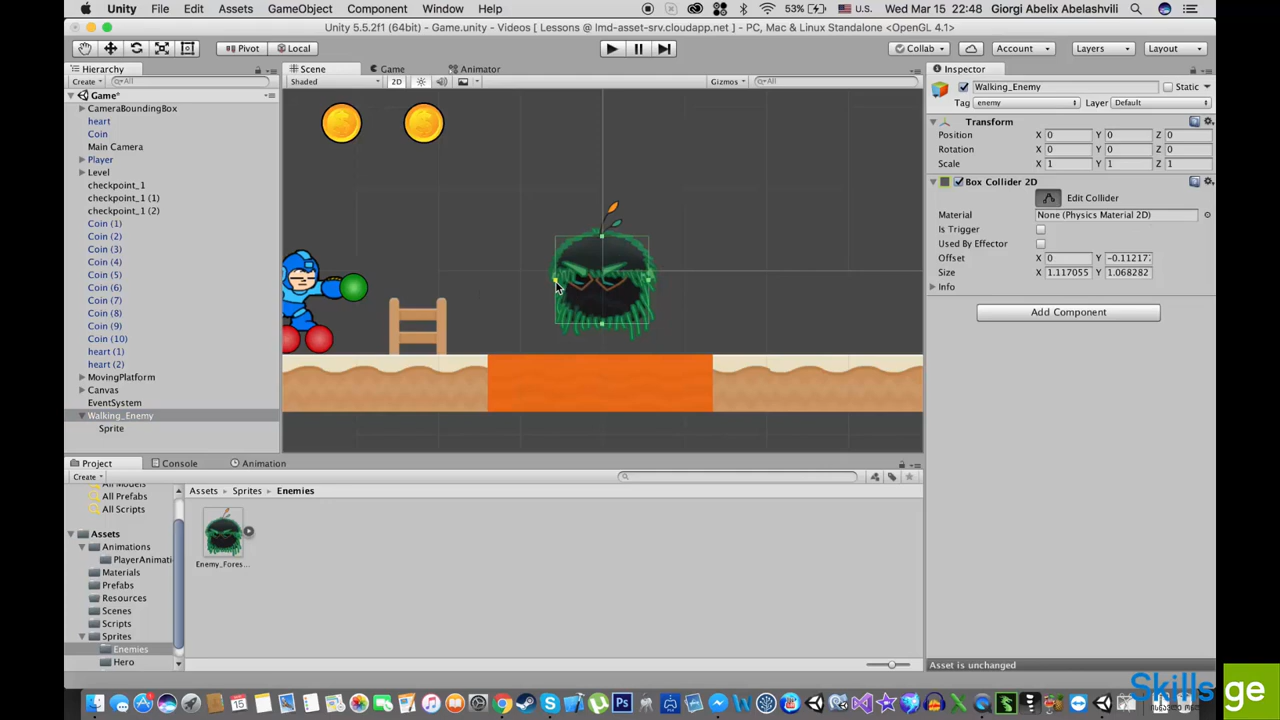 Unity File Edit Assets GameObject Component Window Help 53% U.S. Wed Mar 15 22:48 Giorgi Abelix Abelashvili
Unity 5.5.2f1 (64bit) - Game.unity - Videos [ Lessons @ lmd-asset-srv.cloudapp.net ] - PC, Mac & Linux Standalone <OpenGL 4.1>
Pivot Local Collab Account Layers Layout
Hierarchy Scene Game Animator Inspector
Create All Shaded 2D Gizmos All
Game*
CameraBoundingBox
heart
Coin
Main Camera
Player
Level
checkpoint_1
checkpoint_1 (1)
checkpoint_1 (2)
Coin (1)
Coin (2)
Coin (3)
Coin (4)
Coin (5)
Coin (6)
Coin (7)
Coin (8)
Coin (9)
Coin (10)
heart (1)
heart (2)
MovingPlatform
Canvas
EventSystem
Walking_Enemy
Sprite
Walking_Enemy Static
Tag enemy Layer Default
Transform
Position X 0 Y 0 Z 0
Rotation X 0 Y 0 Z 0
Scale X 1 Y 1 Z 1
Box Collider 2D
Edit Collider
Material None (Physics Material 2D)
Is Trigger
Used By Effector
Offset X 0 Y -0.11217
Size X 1.117055 Y 1.068282
Info
Add Component
Project Console Animation
Create
All Models
All Prefabs
All Scripts
Assets
Animations
PlayerAnimati
Materials
Prefabs
Resources
Scenes
Scripts
Sprites
Enemies
Hero
Assets Sprites Enemies
Enemy_Fores...
Asset is unchanged
Skills ge